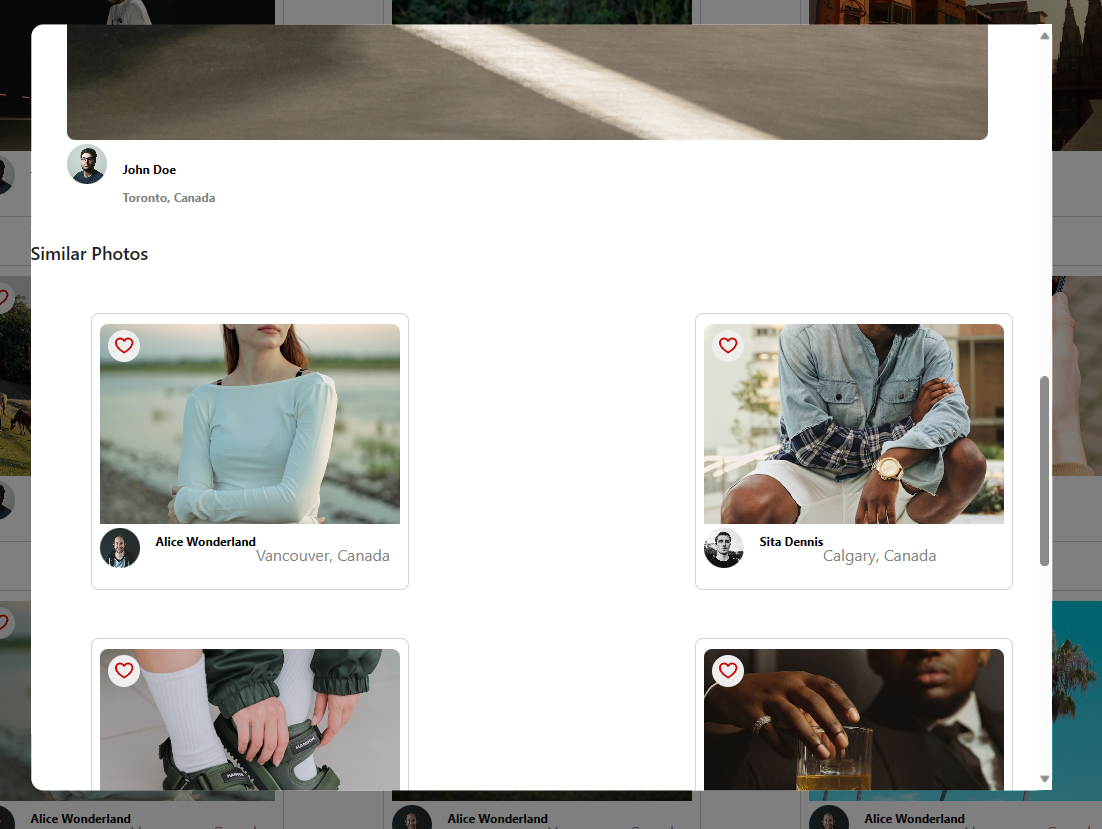 John Doe
Toronto, Canada
Similar Photos
Alice Wonderland
Vancouver, Canada
Sita Dennis
Calgary, Canada
Alice Wonderland
Alice Wonderland
Alice Wonderland